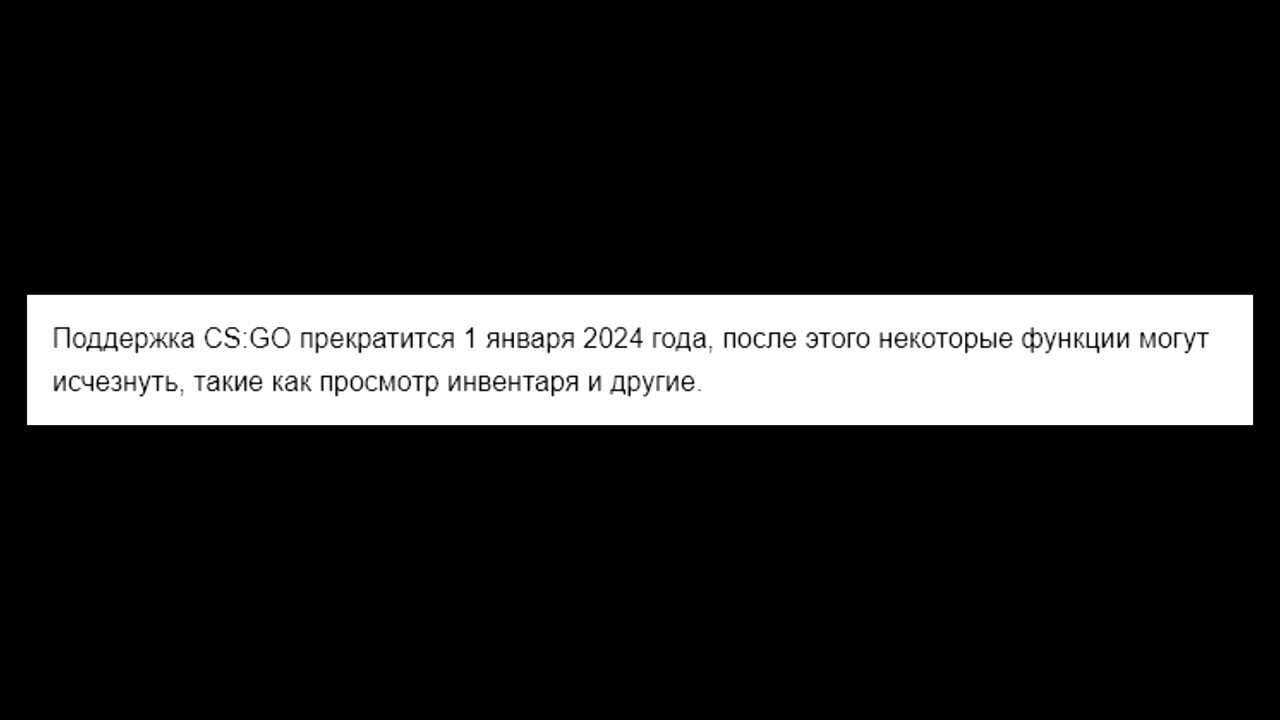 Поддержка CS:GO прекратится 1 января 2024 года, после этого некоторые функции могут
исчезнуть, такие как просмотр инвентаря и другие.